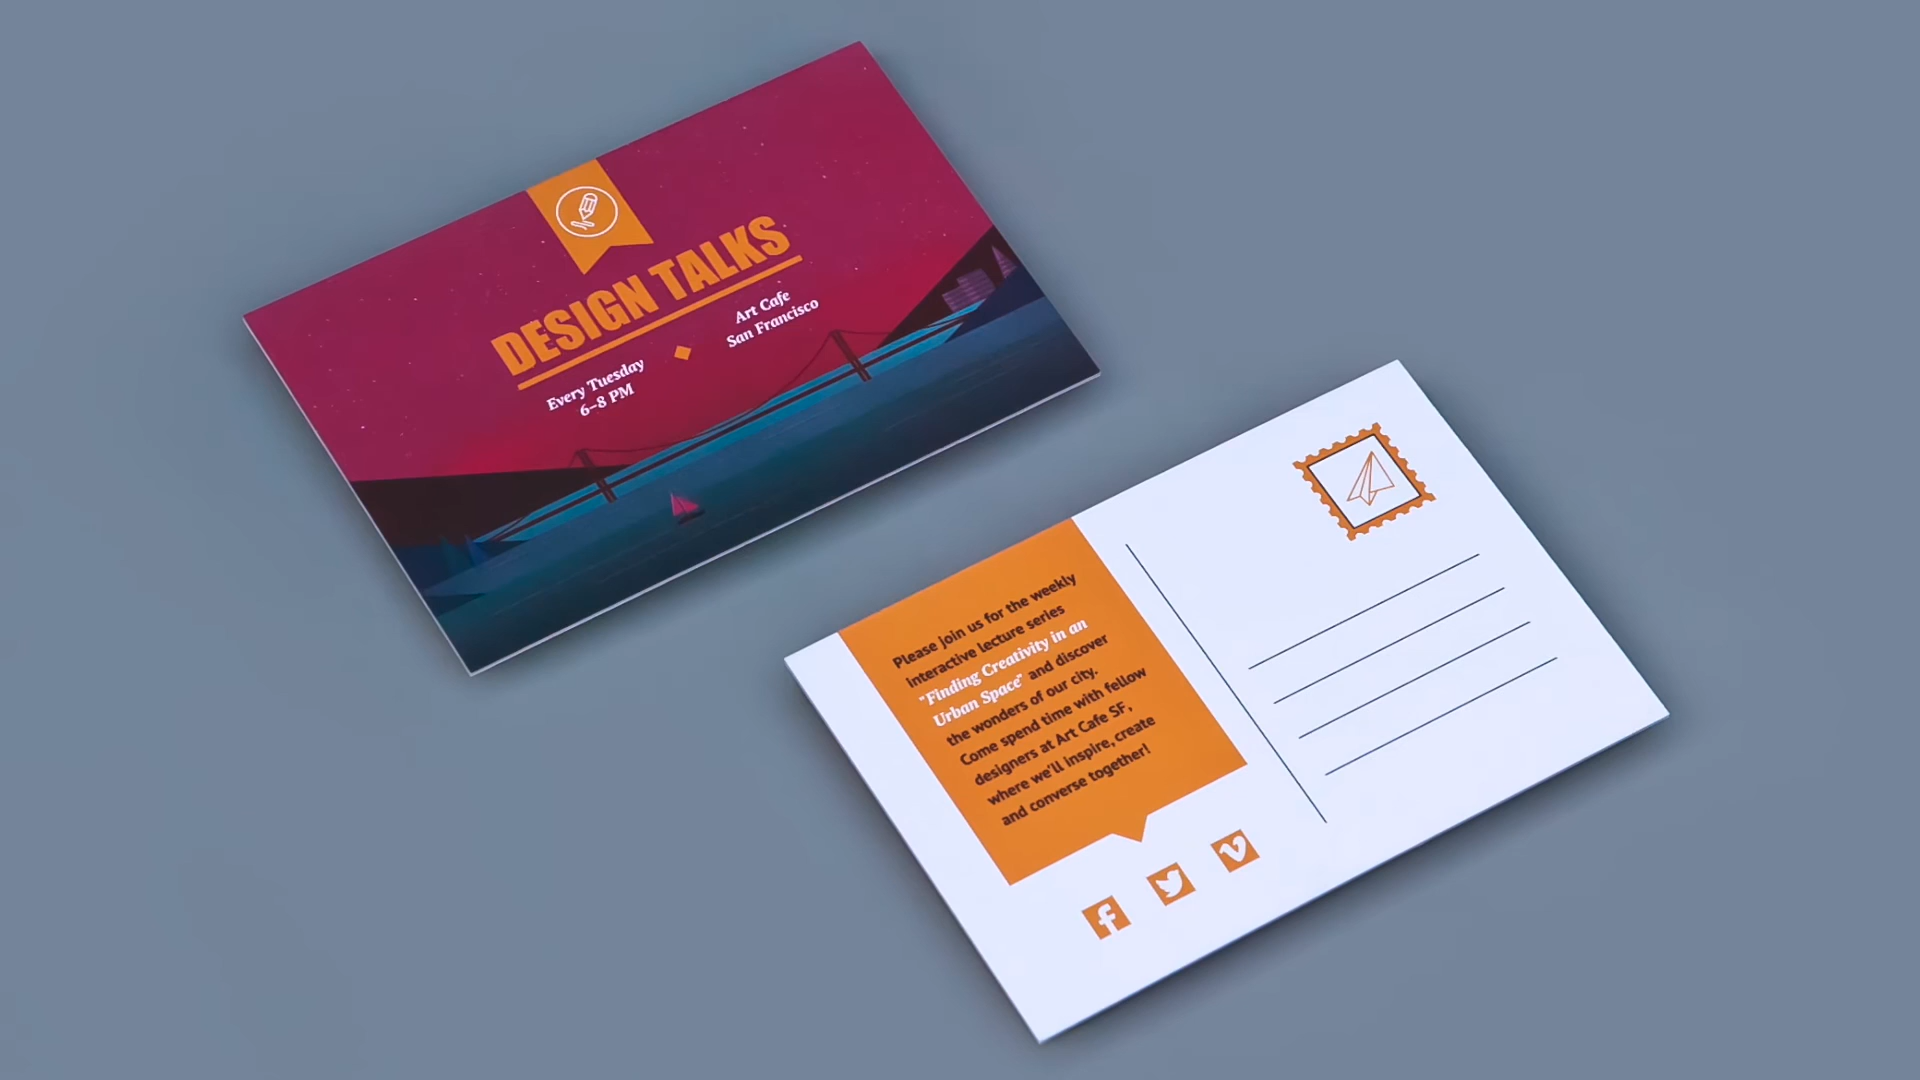 DESIGN TALKS
Every Tuesday
6–8 PM
Art Cafe
San Francisco
Please join us for the weekly
interactive lecture series
“Finding Creativity in an
Urban Space” and discover
the wonders of our city.
Come spend time with fellow
designers at Art Cafe SF,
where we’ll inspire, create
and converse together!